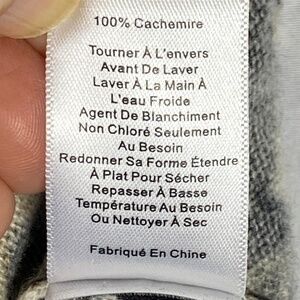 100% Cachemire
Tourner À L'envers
Avant De Laver
Laver À La Main À
L'eau Froide
Agent De Blanchiment
Non Chloré Seulement
Au Besoin
Redonner Sa Forme Étendre
À Plat Pour Sécher
Repasser À Basse
Température Au Besoin
Ou Nettoyer À Sec
Fabriqué En Chine